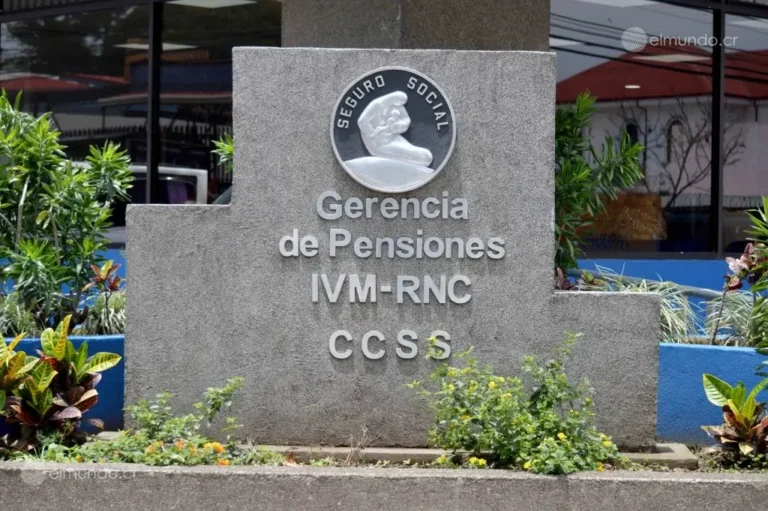 elmundo.cr
SEGURO SOCIAL
Gerencia
de Pensiones
IVM-RNC
CCSS
elmundo.cr